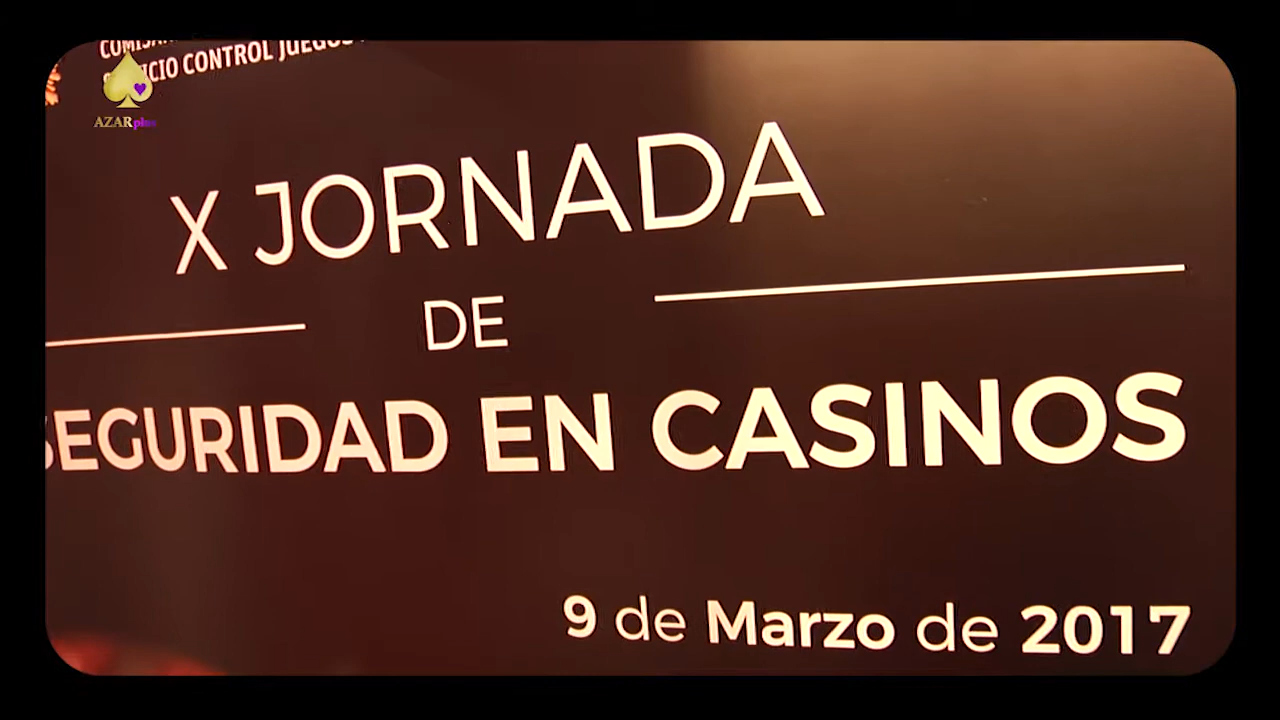 CONTROL JUEGOS
AZARplus
X JORNADA
DE
SEGURIDAD EN CASINOS
9 de Marzo de 2017